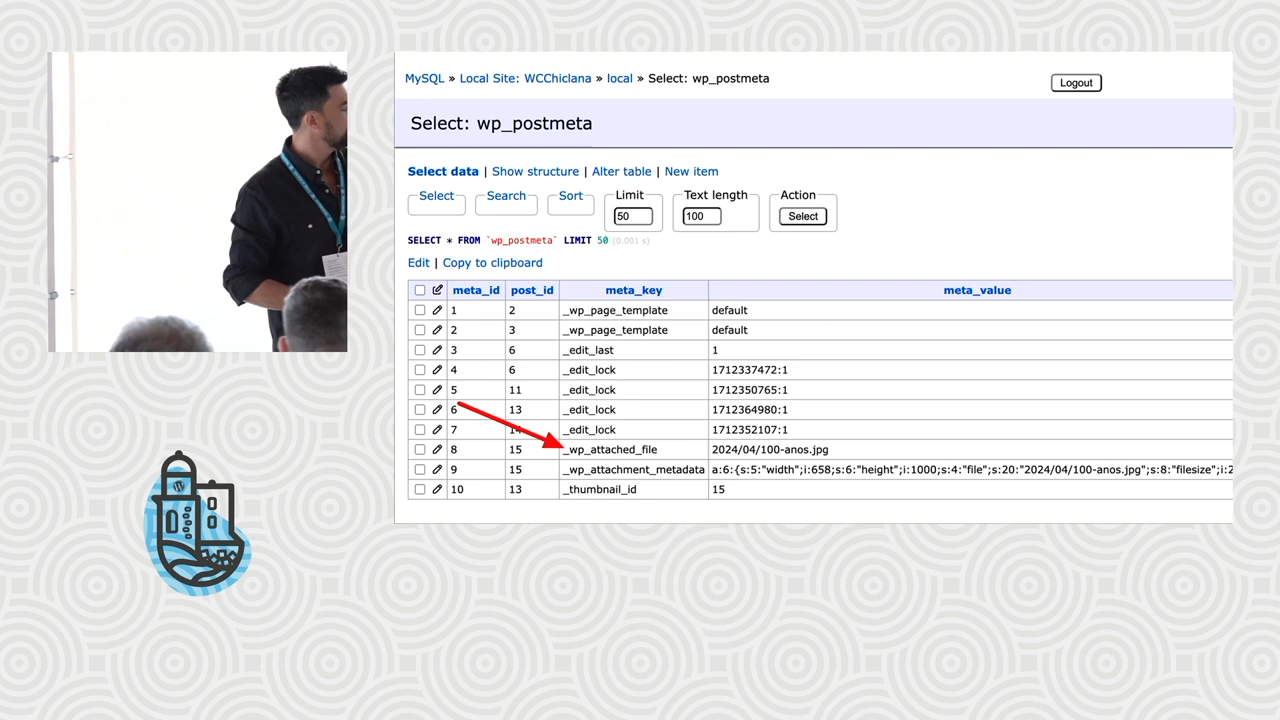 MySQL » Local Site: WCChiclana » local » Select: wp_postmeta
Logout
Select: wp_postmeta
Select data | Show structure | Alter table | New item
Select Search Sort Limit Text length Action
50 100 Select
SELECT * FROM `wp_postmeta` LIMIT 50 (0.001 s)
Edit | Copy to clipboard
meta_id post_id meta_key meta_value
1 2 _wp_page_template default
2 3 _wp_page_template default
3 6 _edit_last 1
4 6 _edit_lock 1712337472:1
5 11 _edit_lock 1712350765:1
6 13 _edit_lock 1712364980:1
7 14 _edit_lock 1712352107:1
8 15 _wp_attached_file 2024/04/100-anos.jpg
9 15 _wp_attachment_metadata a:6:{s:5:"width";i:658;s:6:"height";i:1000;s:4:"file";s:20:"2024/04/100-anos.jpg";s:8:"filesize";i:2
10 13 _thumbnail_id 15